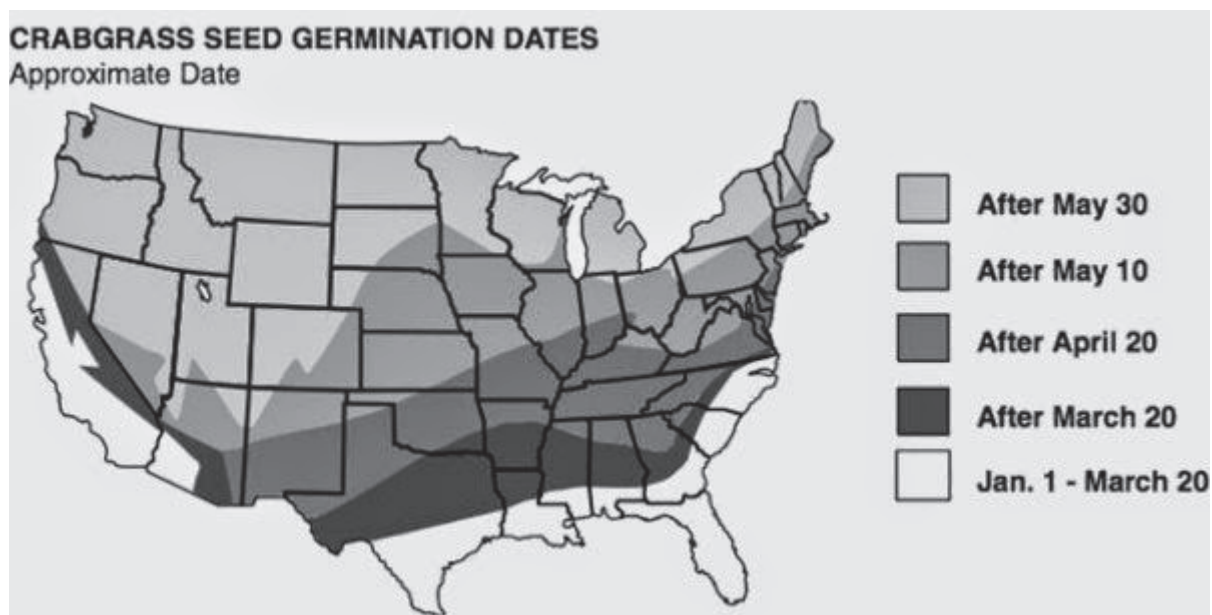 CRABGRASS SEED GERMINATION DATES
Approximate Date
After May 30
After May 10
After April 20
After March 20
Jan. 1 - March 20